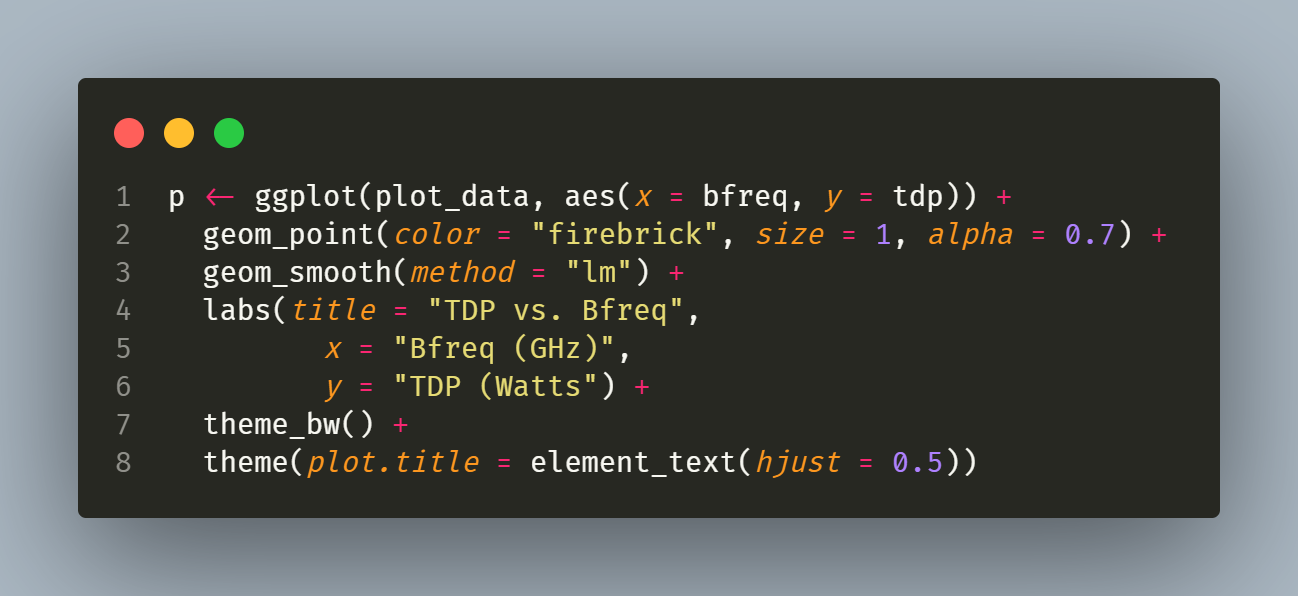 1 p <- ggplot(plot_data, aes(x = bfreq, y = tdp)) +
2 geom_point(color = "firebrick", size = 1, alpha = 0.7) +
3 geom_smooth(method = "lm") +
4 labs(title = "TDP vs. Bfreq",
5 x = "Bfreq (GHz)",
6 y = "TDP (Watts") +
7 theme_bw() +
8 theme(plot.title = element_text(hjust = 0.5))